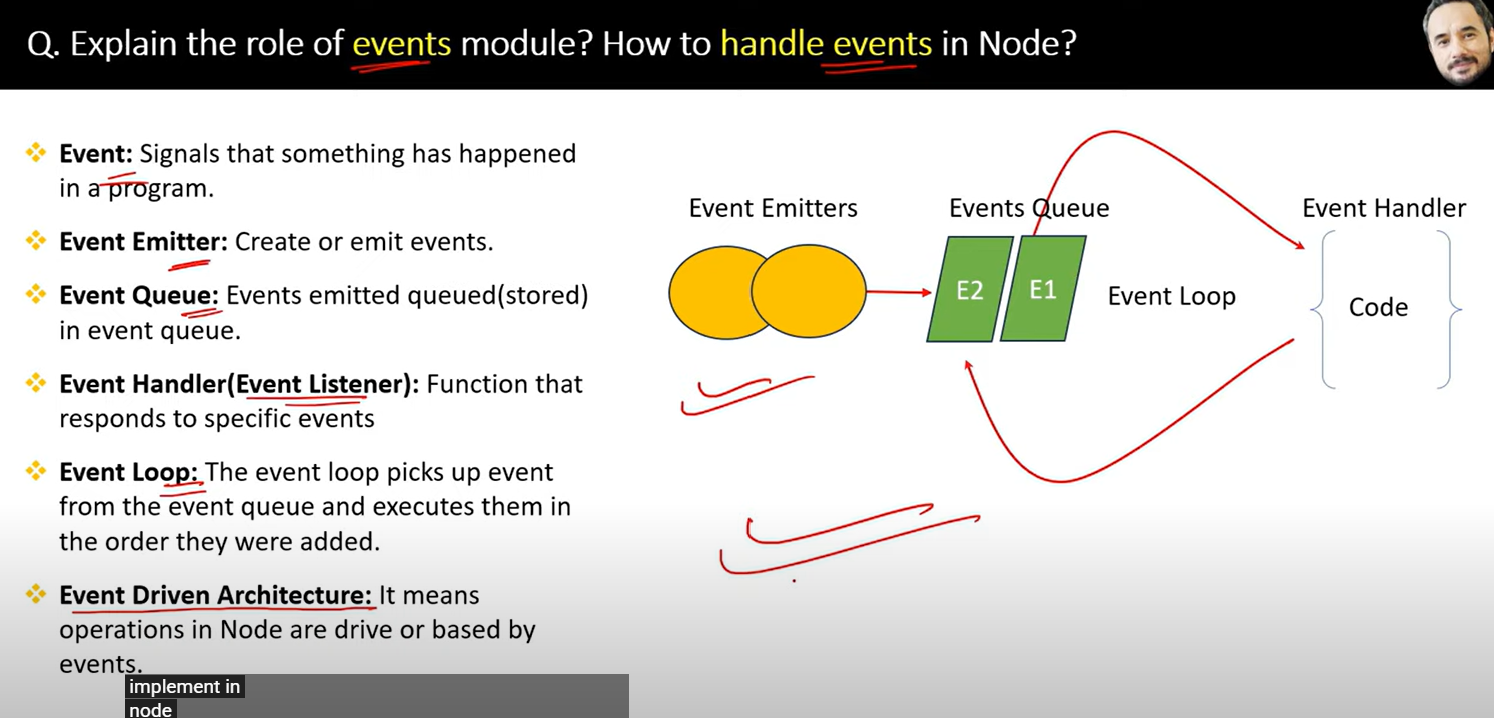 Q. Explain the role of events module? How to handle events in Node?
Event: Signals that something has happened
in a program.
Event Emitter: Create or emit events.
Event Queue: Events emitted queued(stored)
in event queue.
Event Handler(Event Listener): Function that
responds to specific events
Event Loop: The event loop picks up event
from the event queue and executes them in
the order they were added.
Event Driven Architecture: It means
operations in Node are drive or based by
events.
Event Emitters
Events Queue
Event Handler
E2
E1
Event Loop
Code
implement in
node